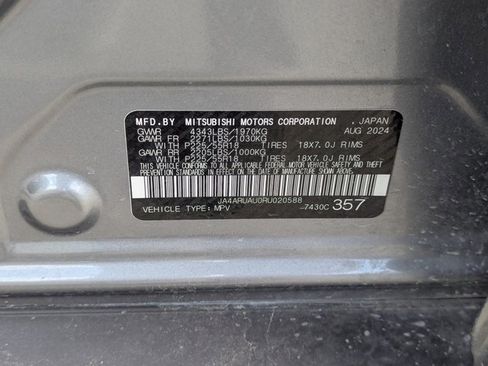 MFD.BY MITSUBISHI MOTORS CORPORATION , JAPAN
GVWR 4343LBS/1970KG AUG 2024
GAWR FR 2271LBS/1030KG
WITH P225/55R18 TIRES 18X7.0J RIMS
GAWR RR 2205LBS/1000KG
WITH P225/55R18 TIRES 18X7.0J RIMS
THIS VEHICLE CONFORMS TO ALL APPLICABLE FEDERAL MOTOR
VEHICLE SAFETY AND THEFT PREVENTION STANDARDS IN
EFFECT ON THE DATE OF MANUFACTURE SHOWN ABOVE.
JA4ARUAU0RU020588
VEHICLE TYPE: MPV -7430C 357